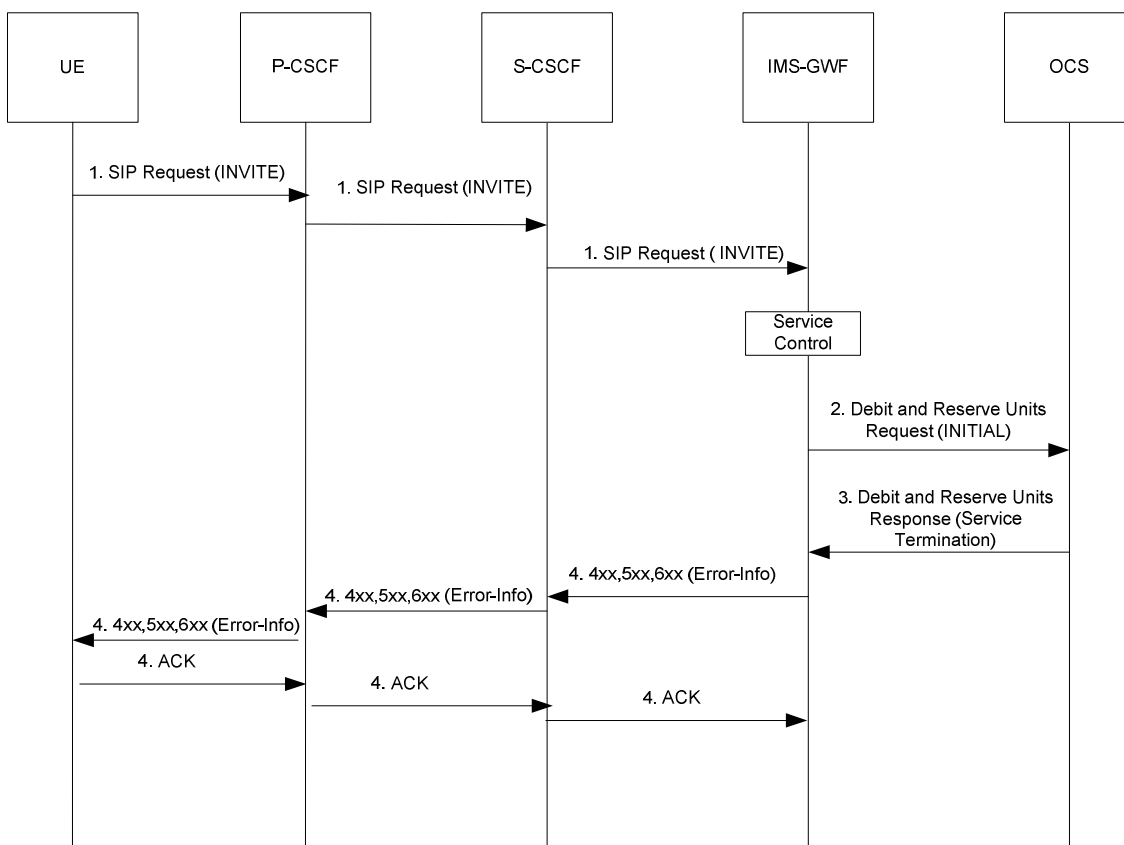 UE
P-CSCF
S-CSCF
IMS-GWF
OCS
1. SIP Request (INVITE)
1. SIP Request (INVITE)
1. SIP Request ( INVITE)
Service
Control
2. Debit and Reserve Units
Request (INITIAL)
3. Debit and Reserve Units
Response (Service
Termination)
4. 4xx,5xx,6xx (Error-Info)
4. 4xx,5xx,6xx (Error-Info)
4. 4xx,5xx,6xx (Error-Info)
4. ACK
4. ACK
4. ACK